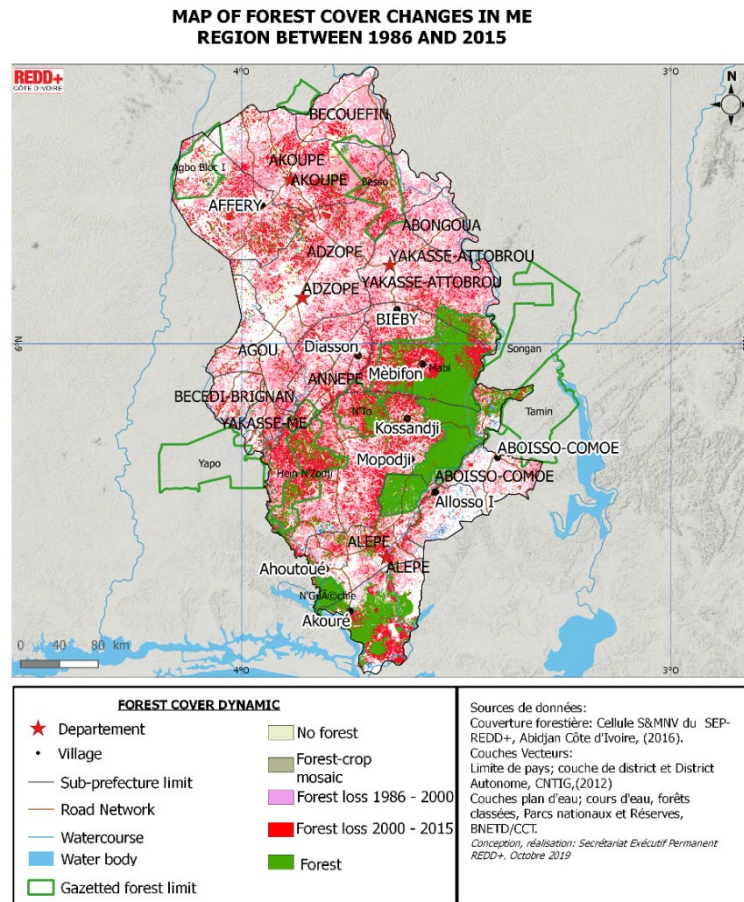 MAP OF FOREST COVER CHANGES IN ME
REGION BETWEEN 1986 AND 2015
REDD+
CÔTE D'IVOIRE
4°O
3°O
N
BECOUEFIN
Agbo Bloc I
AKOUPE
AKOUPE
Besso
AFFERY
ABONGOUA
ADZOPE
YAKASSE-ATTOBROU
ADZOPE
YAKASSE-ATTOBROU
BIEBY
6°N
AGOU
Diasson
Songan
Mèbifon
Mabi
ANNEPE
BECEDI-BRIGNAN
N'To
Tamin
YAKASSE-ME
Kossandji
Yapo
Hein N'Zodji
Mopodji
ABOISSO-COMOE
ABOISSO-COMOE
Allosso I
ALEPE
Ahoutoué
ALEPE
N'GuÃ©chie
Akouré
0 40 80 km
4°O
3°O
FOREST COVER DYNAMIC
Departement
Village
Sub-prefecture limit
Road Network
Watercourse
Water body
Gazetted forest limit
No forest
Forest-crop
mosaic
Forest loss 1986 - 2000
Forest loss 2000 - 2015
Forest
Sources de données:
Couverture forestière: Cellule S&MNV du SEP-
REDD+, Abidjan Côte d'Ivoire, (2016).
Couches Vecteurs:
Limite de pays; couche de district et District
Autonome, CNTIG,(2012)
Couches plan d'eau; cours d'eau, forêts
classées, Parcs nationaux et Réserves,
BNETD/CCT.
Conception, réalisation: Secrétariat Exécutif Permanent
REDD+. Octobre 2019